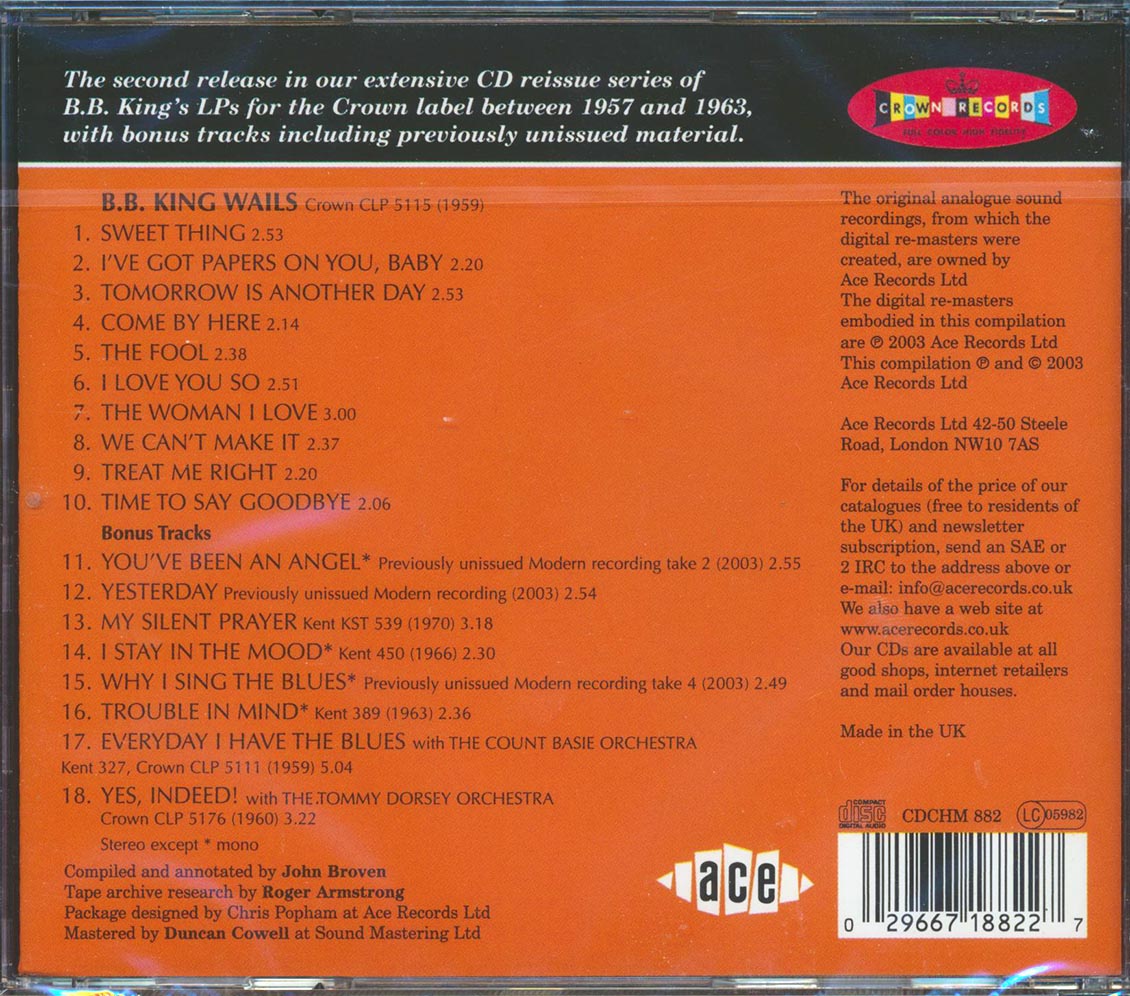 The second release in our extensive CD reissue series of
B.B. King's LPs for the Crown label between 1957 and 1963,
with bonus tracks including previously unissued material.
CROWN RECORDS
FULL COLOR HIGH FIDELITY
B.B. KING WAILS Crown CLP 5115 (1959)
1. SWEET THING 2.53
2. I'VE GOT PAPERS ON YOU, BABY 2.20
3. TOMORROW IS ANOTHER DAY 2.53
4. COME BY HERE 2.14
5. THE FOOL 2.38
6. I LOVE YOU SO 2.51
7. THE WOMAN I LOVE 3.00
8. WE CAN'T MAKE IT 2.37
9. TREAT ME RIGHT 2.20
10. TIME TO SAY GOODBYE 2.06
Bonus Tracks
11. YOU'VE BEEN AN ANGEL* Previously unissued Modern recording take 2 (2003) 2.55
12. YESTERDAY Previously unissued Modern recording (2003) 2.54
13. MY SILENT PRAYER Kent KST 539 (1970) 3.18
14. I STAY IN THE MOOD* Kent 450 (1966) 2.30
15. WHY I SING THE BLUES* Previously unissued Modern recording take 4 (2003) 2.49
16. TROUBLE IN MIND* Kent 389 (1963) 2.36
17. EVERYDAY I HAVE THE BLUES with THE COUNT BASIE ORCHESTRA
Kent 327, Crown CLP 5111 (1959) 5.04
18. YES, INDEED! with THE TOMMY DORSEY ORCHESTRA
Crown CLP 5176 (1960) 3.22
Stereo except * mono
Compiled and annotated by John Broven
Tape archive research by Roger Armstrong
Package designed by Chris Popham at Ace Records Ltd
Mastered by Duncan Cowell at Sound Mastering Ltd
The original analogue sound
recordings, from which the
digital re-masters were
created, are owned by
Ace Records Ltd
The digital re-masters
embodied in this compilation
are ℗ 2003 Ace Records Ltd
This compilation ℗ and © 2003
Ace Records Ltd
Ace Records Ltd 42-50 Steele
Road, London NW10 7AS
For details of the price of our
catalogues (free to residents of
the UK) and newsletter
subscription, send an SAE or
2 IRC to the address above or
e-mail: info@acerecords.co.uk
We also have a web site at
www.acerecords.co.uk
Our CDs are available at all
good shops, internet retailers
and mail order houses.
Made in the UK
COMPACT
disc
DIGITAL AUDIO
CDCHM 882
LC 05982
ace
0 29667 18822 7